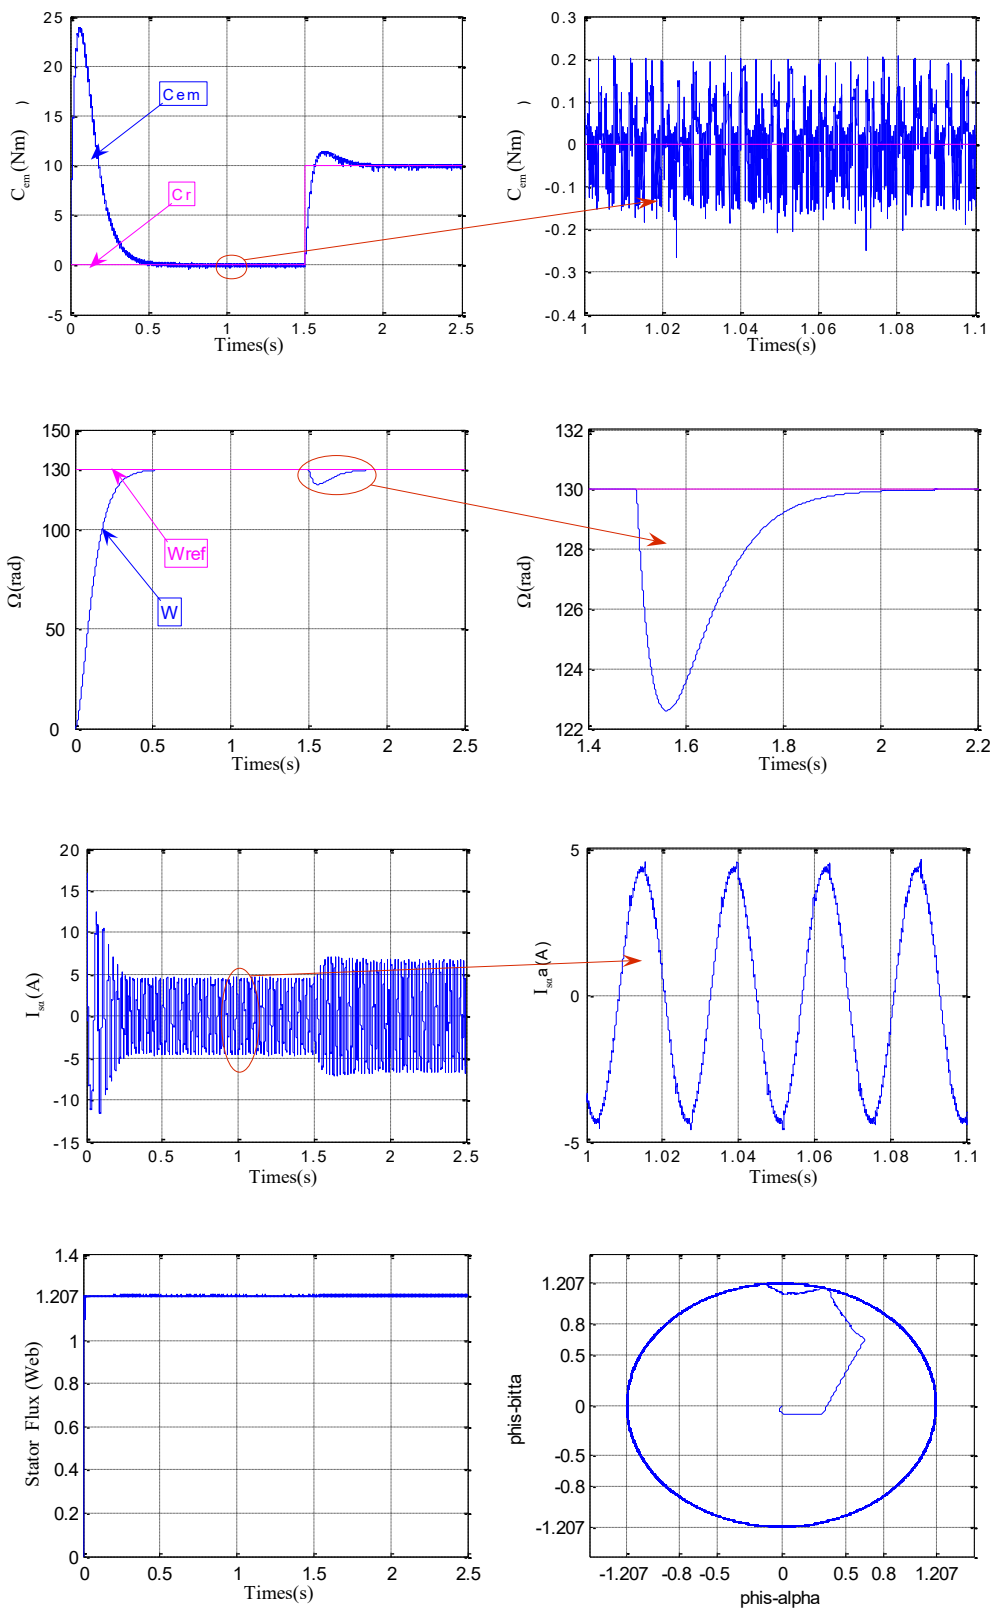 25
20
15
10
5
0
-5
C em (Nm)
Cem
Cr
0 0.5 1 1.5 2 2.5
Times(s)
0.3
0.2
0.1
0
-0.1
-0.2
-0.3
-0.4
C em (Nm)
1 1.02 1.04 1.06 1.08 1.1
Times(s)
150
130
100
50
0
Ω(rad)
Wref
W
0 0.5 1 1.5 2 2.5
Times(s)
132
130
128
126
124
122
Ω(rad)
1.4 1.6 1.8 2 2.2
Times(s)
20
15
10
5
0
-5
-10
-15
I sa (A)
0 0.5 1 1.5 2 2.5
Times(s)
5
0
-5
I sa a(A)
1 1.02 1.04 1.06 1.08 1.1
Times(s)
1.4
1.207
1
0.8
0.6
0.4
0.2
0
Stator Flux (Web)
0 0.5 1 1.5 2 2.5
Times(s)
1.207
0.8
0.5
0
-0.5
-0.8
-1.207
phis-bitta
-1.207 -0.8 -0.5 0 0.5 0.8 1.207
phis-alpha